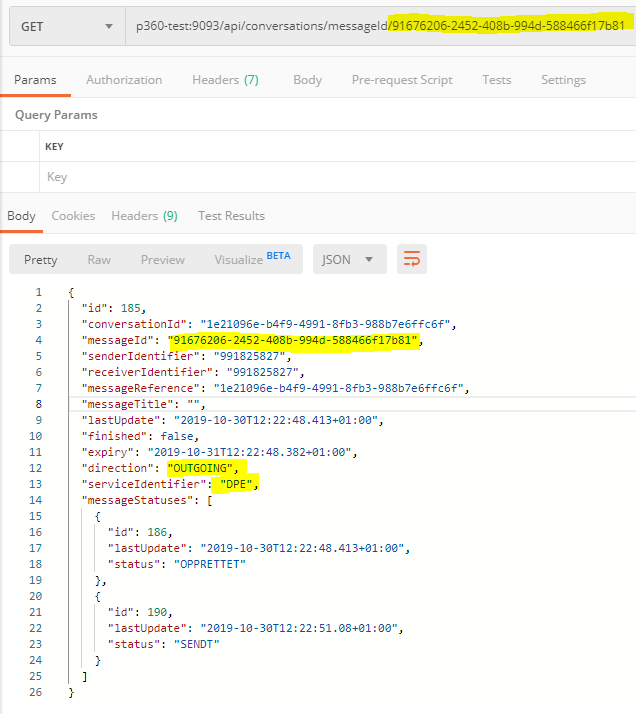 GET p360-test:9093/api/conversations/messageId/91676206-2452-408b-994d-588466f17b81
Params Authorization Headers (7) Body Pre-request Script Tests Settings
Query Params
KEY
Key
Body Cookies Headers (9) Test Results
Pretty Raw Preview Visualize BETA JSON
1 {
2 "id": 185,
3 "conversationId": "1e21096e-b4f9-4991-8fb3-988b7e6ffc6f",
4 "messageId": "91676206-2452-408b-994d-588466f17b81",
5 "senderIdentifier": "991825827",
6 "receiverIdentifier": "991825827",
7 "messageReference": "1e21096e-b4f9-4991-8fb3-988b7e6ffc6f",
8 "messageTitle": "",
9 "lastUpdate": "2019-10-30T12:22:48.413+01:00",
10 "finished": false,
11 "expiry": "2019-10-31T12:22:48.382+01:00",
12 "direction": "OUTGOING",
13 "serviceIdentifier": "DPE",
14 "messageStatuses": [
15 {
16 "id": 186,
17 "lastUpdate": "2019-10-30T12:22:48.413+01:00",
18 "status": "OPPRETTET"
19 },
20 {
21 "id": 190,
22 "lastUpdate": "2019-10-30T12:22:51.08+01:00",
23 "status": "SENDT"
24 }
25 ]
26 }